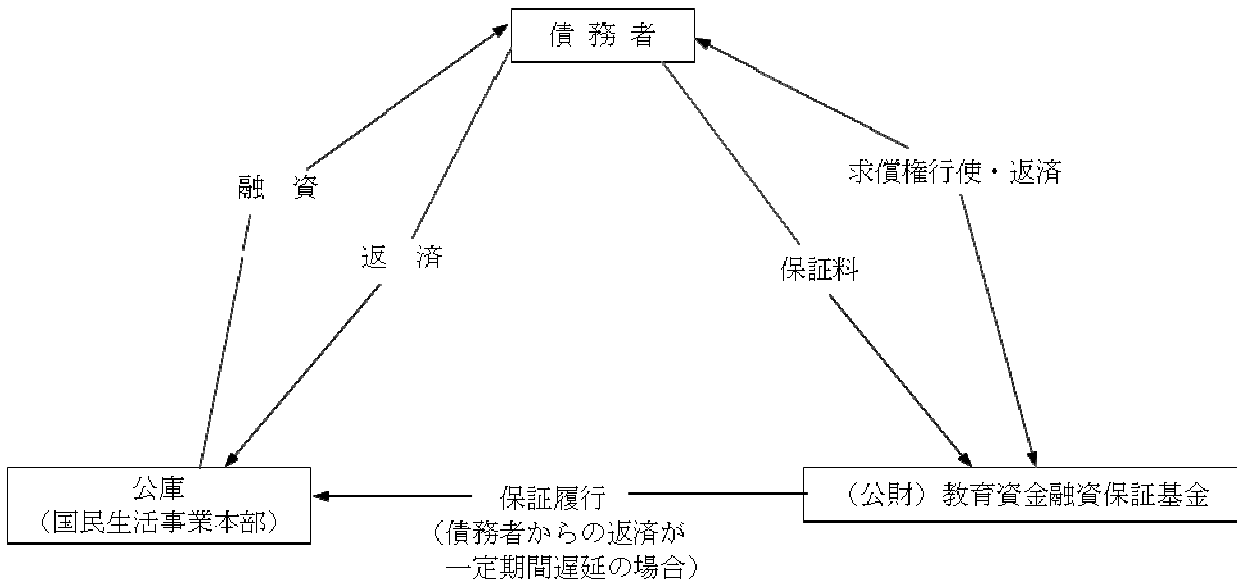 債 務 者
融 資
求償権行使・返済
返 済
保証料
公庫
（国民生活事業本部）
保証履行
（債務者からの返済が
一定期間遅延の場合）
（公財）教育資金融資保証基金